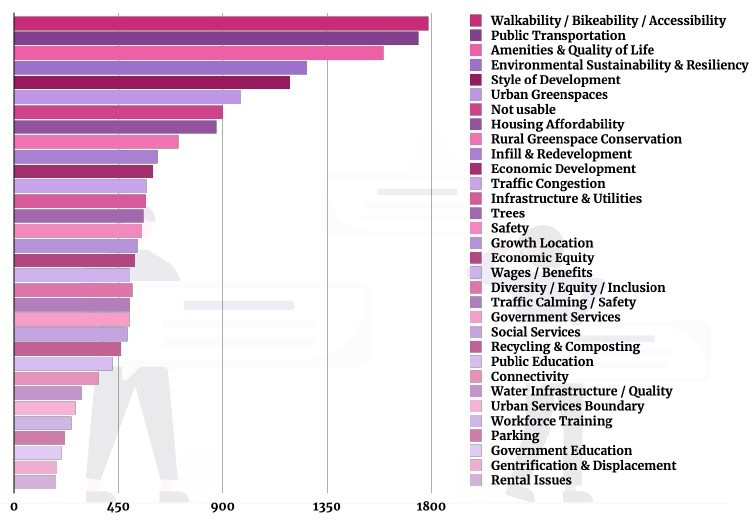 Walkability / Bikeability / Accessibility
Public Transportation
Amenities & Quality of Life
Environmental Sustainability & Resiliency
Style of Development
Urban Greenspaces
Not usable
Housing Affordability
Rural Greenspace Conservation
Infill & Redevelopment
Economic Development
Traffic Congestion
Infrastructure & Utilities
Trees
Safety
Growth Location
Economic Equity
Wages / Benefits
Diversity / Equity / Inclusion
Traffic Calming / Safety
Government Services
Social Services
Recycling & Composting
Public Education
Connectivity
Water Infrastructure / Quality
Urban Services Boundary
Workforce Training
Parking
Government Education
Gentrification & Displacement
Rental Issues
0 450 900 1350 1800